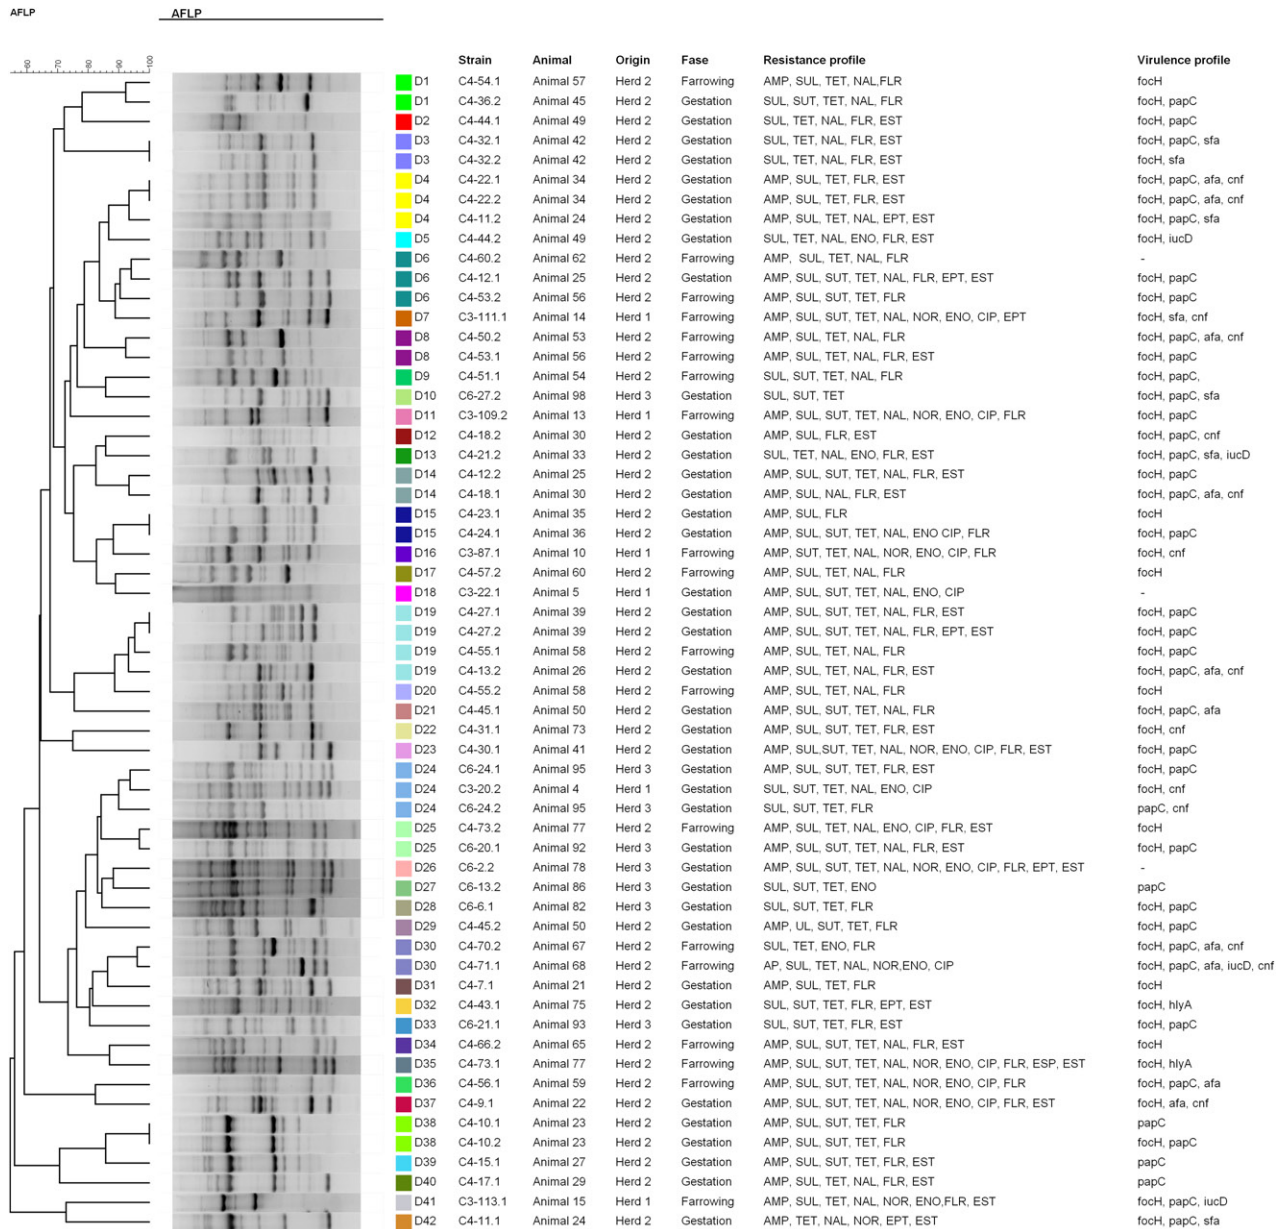 AFLP AFLP
60 70 80 90 100
Strain Animal Origin Fase Resistance profile Virulence profile
D1 C4-54.1 Animal 57 Herd 2 Farrowing AMP, SUL, TET, NAL,FLR focH
D1 C4-36.2 Animal 45 Herd 2 Gestation SUL, SUT, TET, NAL, FLR focH, papC
D2 C4-44.1 Animal 49 Herd 2 Gestation SUL, TET, NAL, FLR, EST focH, papC
D3 C4-32.1 Animal 42 Herd 2 Gestation SUL, TET, NAL, FLR, EST focH, papC, sfa
D3 C4-32.2 Animal 42 Herd 2 Gestation SUL, TET, NAL, FLR, EST focH, sfa
D4 C4-22.1 Animal 34 Herd 2 Gestation AMP, SUL, TET, FLR, EST focH, papC, afa, cnf
D4 C4-22.2 Animal 34 Herd 2 Gestation AMP, SUL, TET, FLR, EST focH, papC, afa, cnf
D4 C4-11.2 Animal 24 Herd 2 Gestation AMP, SUL, TET, NAL, EPT, EST focH, papC, sfa
D5 C4-44.2 Animal 49 Herd 2 Gestation SUL, TET, NAL, ENO, FLR, EST focH, iucD
D6 C4-60.2 Animal 62 Herd 2 Farrowing AMP, SUL, TET, NAL, FLR -
D6 C4-12.1 Animal 25 Herd 2 Gestation AMP, SUL, SUT, TET, NAL, FLR, EPT, EST focH, papC
D6 C4-53.2 Animal 56 Herd 2 Farrowing AMP, SUL, SUT, TET, FLR focH, papC
D7 C3-111.1 Animal 14 Herd 1 Farrowing AMP, SUL, SUT, TET, NAL, NOR, ENO, CIP, EPT focH, sfa, cnf
D8 C4-50.2 Animal 53 Herd 2 Farrowing AMP, SUL, TET, NAL, FLR focH, papC, afa, cnf
D8 C4-53.1 Animal 56 Herd 2 Farrowing AMP, SUL, TET, NAL, FLR, EST focH, papC
D9 C4-51.1 Animal 54 Herd 2 Farrowing SUL, SUT, TET, NAL, FLR focH, papC,
D10 C6-27.2 Animal 98 Herd 3 Gestation SUL, SUT, TET focH, papC, sfa
D11 C3-109.2 Animal 13 Herd 1 Farrowing AMP, SUL, SUT, TET, NAL, NOR, ENO, CIP, FLR focH, papC
D12 C4-18.2 Animal 30 Herd 2 Gestation AMP, SUL, FLR, EST focH, papC, cnf
D13 C4-21.2 Animal 33 Herd 2 Gestation SUL, TET, NAL, ENO, FLR, EST focH, papC, sfa, iucD
D14 C4-12.2 Animal 25 Herd 2 Gestation AMP, SUL, SUT, TET, NAL, FLR, EST focH, papC
D14 C4-18.1 Animal 30 Herd 2 Gestation AMP, SUL, NAL, FLR, EST focH, papC, afa, cnf
D15 C4-23.1 Animal 35 Herd 2 Gestation AMP, SUL, FLR focH
D15 C4-24.1 Animal 36 Herd 2 Gestation AMP, SUL, SUT, TET, NAL, ENO CIP, FLR focH, papC
D16 C3-87.1 Animal 10 Herd 1 Farrowing AMP, SUT, TET, NAL, NOR, ENO, CIP, FLR focH, cnf
D17 C4-57.2 Animal 60 Herd 2 Farrowing AMP, SUL, TET, NAL, FLR focH
D18 C3-22.1 Animal 5 Herd 1 Gestation AMP, SUL, SUT, TET, NAL, ENO, CIP -
D19 C4-27.1 Animal 39 Herd 2 Gestation AMP, SUL, SUT, TET, NAL, FLR, EST focH, papC
D19 C4-27.2 Animal 39 Herd 2 Gestation AMP, SUL, SUT, TET, NAL, FLR, EPT, EST focH, papC
D19 C4-55.1 Animal 58 Herd 2 Farrowing AMP, SUL, TET, NAL, FLR focH, papC
D19 C4-13.2 Animal 26 Herd 2 Gestation AMP, SUL, TET, NAL, FLR, EST focH, papC, afa, cnf
D20 C4-55.2 Animal 58 Herd 2 Farrowing AMP, SUL, TET, NAL, FLR focH
D21 C4-45.1 Animal 50 Herd 2 Gestation AMP, SUL, SUT, TET, NAL, FLR focH, papC, afa
D22 C4-31.1 Animal 73 Herd 2 Gestation AMP, SUL, SUT, TET, FLR, EST focH, cnf
D23 C4-30.1 Animal 41 Herd 2 Gestation AMP, SUL,SUT, TET, NAL, NOR, ENO, CIP, FLR, EST focH, papC
D24 C6-24.1 Animal 95 Herd 3 Gestation AMP, SUL, SUT, TET, FLR, EST focH, papC
D24 C3-20.2 Animal 4 Herd 1 Gestation SUL, SUT, TET, NAL, ENO, CIP focH, cnf
D24 C6-24.2 Animal 95 Herd 3 Gestation SUL, SUT, TET, FLR papC, cnf
D25 C4-73.2 Animal 77 Herd 2 Farrowing AMP, SUL, TET, NAL, ENO, CIP, FLR, EST focH
D25 C6-20.1 Animal 92 Herd 3 Gestation AMP, SUL, SUT, TET, NAL, FLR, EST focH, papC
D26 C6-2.2 Animal 78 Herd 3 Gestation AMP, SUL, SUT, TET, NAL, NOR, ENO, CIP, FLR, EPT, EST -
D27 C6-13.2 Animal 86 Herd 3 Gestation SUL, SUT, TET, ENO papC
D28 C6-6.1 Animal 82 Herd 3 Gestation SUL, SUT, TET, FLR focH, papC
D29 C4-45.2 Animal 50 Herd 2 Gestation AMP, UL, SUT, TET, FLR focH, papC
D30 C4-70.2 Animal 67 Herd 2 Farrowing SUL, TET, ENO, FLR focH, papC, afa, cnf
D30 C4-71.1 Animal 68 Herd 2 Farrowing AP, SUL, TET, NAL, NOR,ENO, CIP focH, papC, afa, iucD, cnf
D31 C4-7.1 Animal 21 Herd 2 Gestation AMP, SUL, TET, FLR focH
D32 C4-43.1 Animal 75 Herd 2 Gestation SUL, SUT, TET, FLR, EPT, EST focH, hlyA
D33 C6-21.1 Animal 93 Herd 3 Gestation SUL, SUT, TET, FLR, EST focH, papC
D34 C4-66.2 Animal 65 Herd 2 Farrowing AMP, SUL, SUT, TET, NAL, FLR, EST focH
D35 C4-73.1 Animal 77 Herd 2 Farrowing AMP, SUL, SUT, TET, NAL, NOR, ENO, CIP, FLR, ESP, EST focH, hlyA
D36 C4-56.1 Animal 59 Herd 2 Farrowing AMP, SUL, SUT, TET, NAL, NOR, ENO, CIP, FLR focH, papC, afa
D37 C4-9.1 Animal 22 Herd 2 Gestation AMP, SUL, SUT, TET, NAL, NOR, ENO, CIP, FLR, EST focH, afa, cnf
D38 C4-10.1 Animal 23 Herd 2 Gestation AMP, SUL, SUT, TET, FLR papC
D38 C4-10.2 Animal 23 Herd 2 Gestation AMP, SUL, SUT, TET, FLR focH, papC
D39 C4-15.1 Animal 27 Herd 2 Gestation AMP, SUL, SUT, TET, FLR, EST papC
D40 C4-17.1 Animal 29 Herd 2 Gestation AMP, SUL, TET, NAL, FLR, EST papC
D41 C3-113.1 Animal 15 Herd 1 Farrowing AMP, SUL, TET, NAL, NOR, ENO,FLR, EST focH, papC, iucD
D42 C4-11.1 Animal 24 Herd 2 Gestation AMP, TET, NAL, NOR, EPT, EST focH, papC, sfa